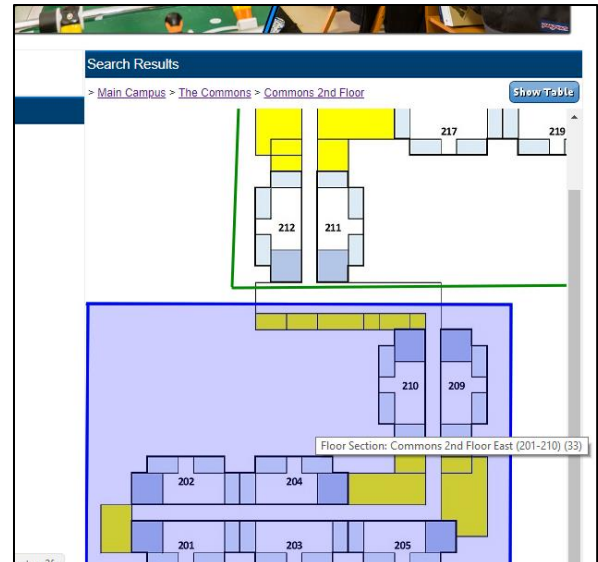 Search Results
> Main Campus > The Commons > Commons 2nd Floor
Show Table
217
219
212
211
210
209
Floor Section: Commons 2nd Floor East (201-210) (33)
202
204
201
203
205